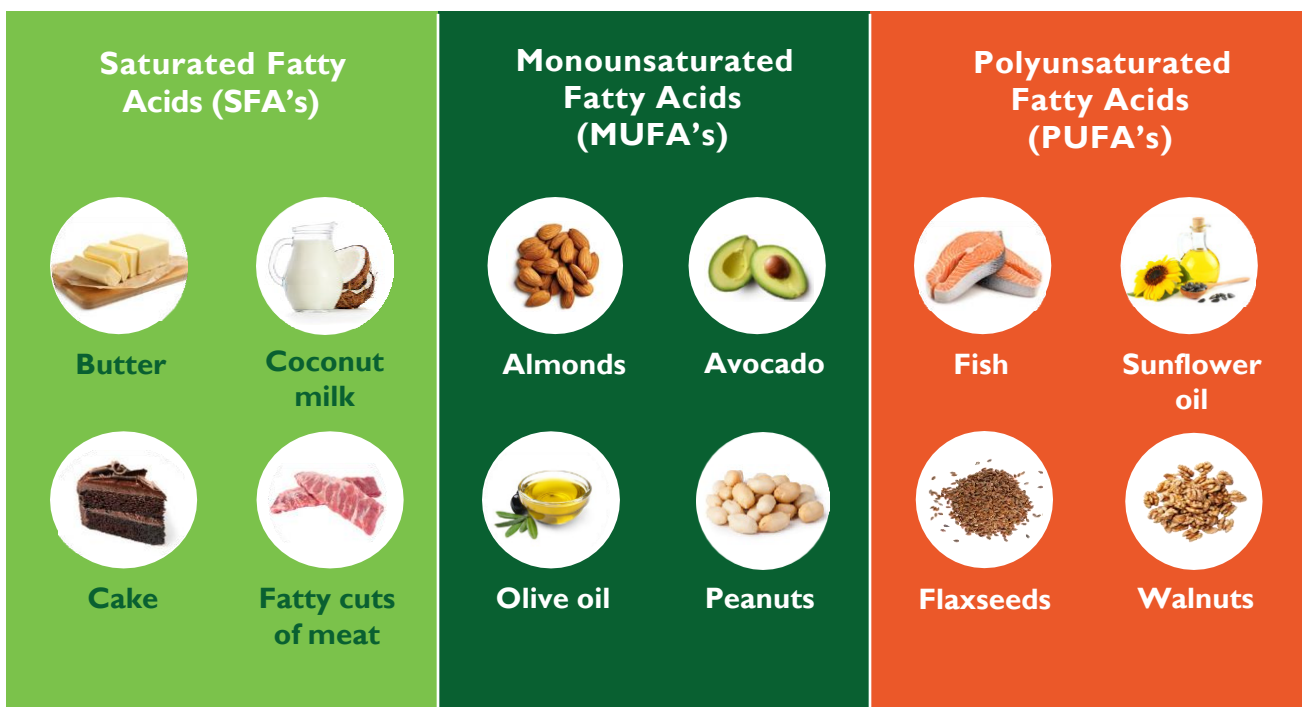 Saturated Fatty
Acids (SFA’s)
Butter
Coconut
milk
Cake
Fatty cuts
of meat
Monounsaturated
Fatty Acids
(MUFA’s)
Almonds
Avocado
Olive oil
Peanuts
Polyunsaturated
Fatty Acids
(PUFA’s)
Fish
Sunflower
oil
Flaxseeds
Walnuts